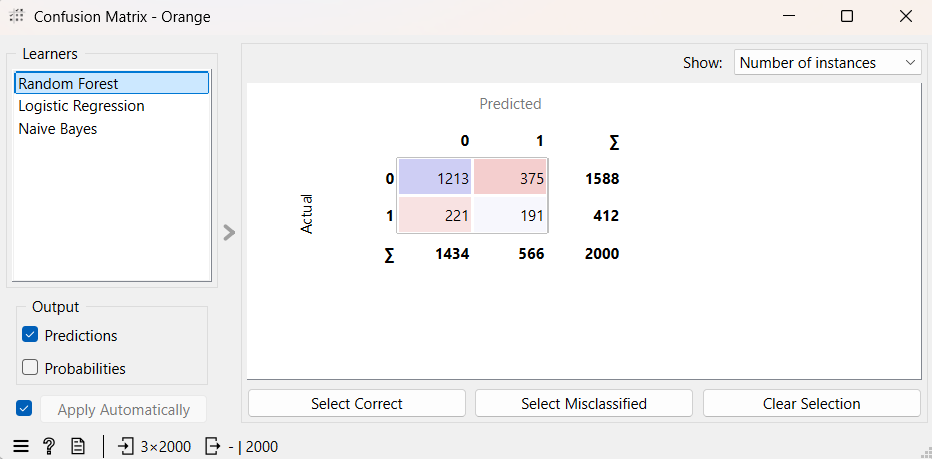 Confusion Matrix - Orange
Learners
Random Forest
Logistic Regression
Naive Bayes
Output
Predictions
Probabilities
Apply Automatically
Show: Number of instances
Predicted
0 1 ∑
Actual
0 1213 375 1588
1 221 191 412
∑ 1434 566 2000
Select Correct Select Misclassified Clear Selection
? 3×2000 - | 2000